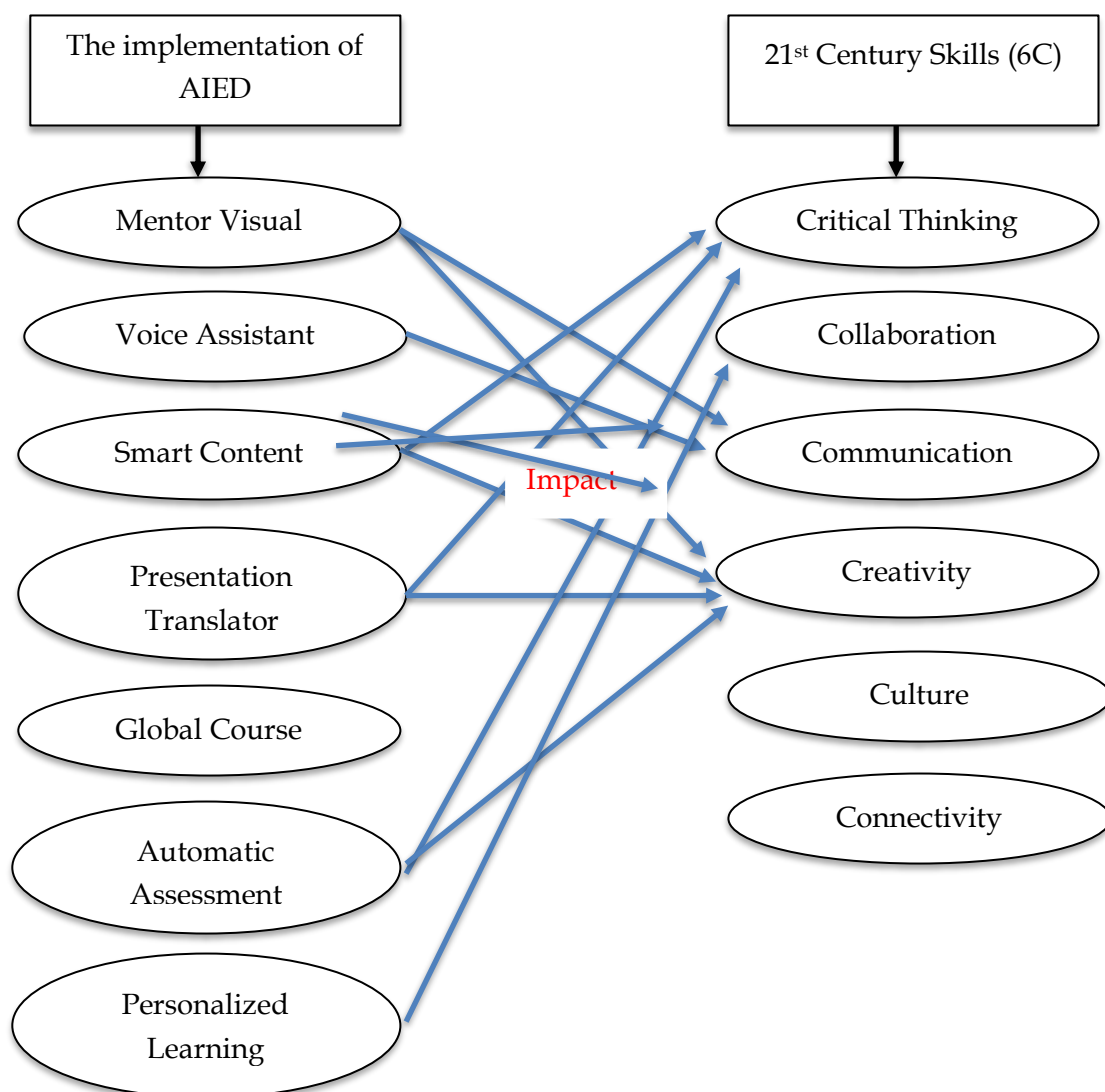 The implementation of
AIED
21st Century Skills (6C)
Mentor Visual
Critical Thinking
Voice Assistant
Collaboration
Smart Content
Communication
Impact
Presentation
Translator
Creativity
Global Course
Culture
Automatic
Assessment
Connectivity
Personalized
Learning